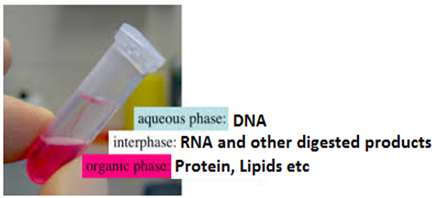 aqueous phase: DNA
interphase: RNA and other digested products
organic phase: Protein, Lipids etc